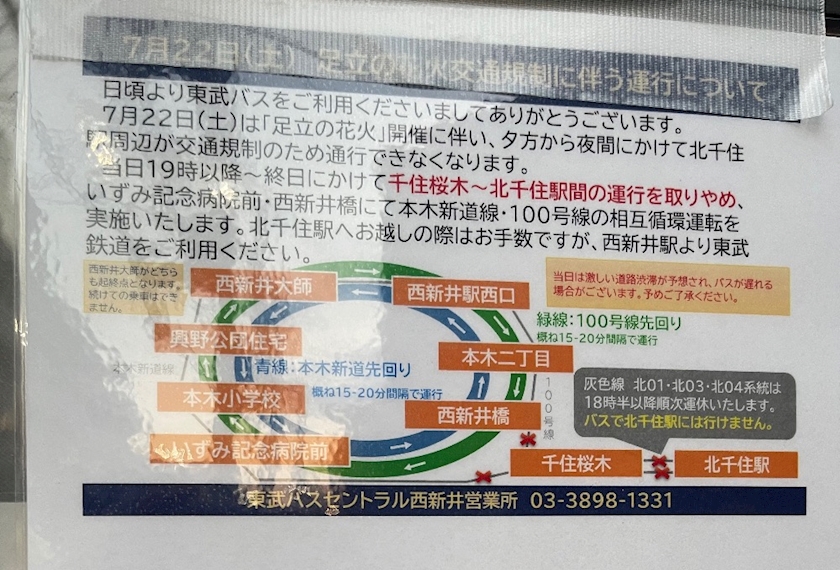 7月22日(土) 足立の花火交通規制に伴う運行について
日頃より東武バスをご利用くださいましてありがとうございます。
7月22日(土)は「足立の花火」開催に伴い、夕方から夜間にかけて北千住
駅周辺が交通規制のため通行できなくなります。
当日19時以降～終日にかけて千住桜木～北千住駅間の運行を取りやめ、
いずみ記念病院前・西新井橋にて本木新道線・100号線の相互循環運転を
実施いたします。北千住駅へお越しの際はお手数ですが、西新井駅より東武
鉄道をご利用ください。
西新井大師がどちら
も起終点となります。
続けての乗車はでき
ません。
西新井大師
西新井駅西口
当日は激しい道路渋滞が予想され、バスが遅れる
場合がございます。予めご了承ください。
緑線：100号線先回り
概ね15-20分間隔で運行
興野公団住宅
本木新道線
青線：本木新道先回り
概ね15-20分間隔で運行
本木二丁目
100号線
本木小学校
西新井橋
灰色線 北01・北03・北04系統は
18時半以降順次運休いたします。
バスで北千住駅には行けません。
いずみ記念病院前
千住桜木
北千住駅
東武バスセントラル西新井営業所 03-3898-1331